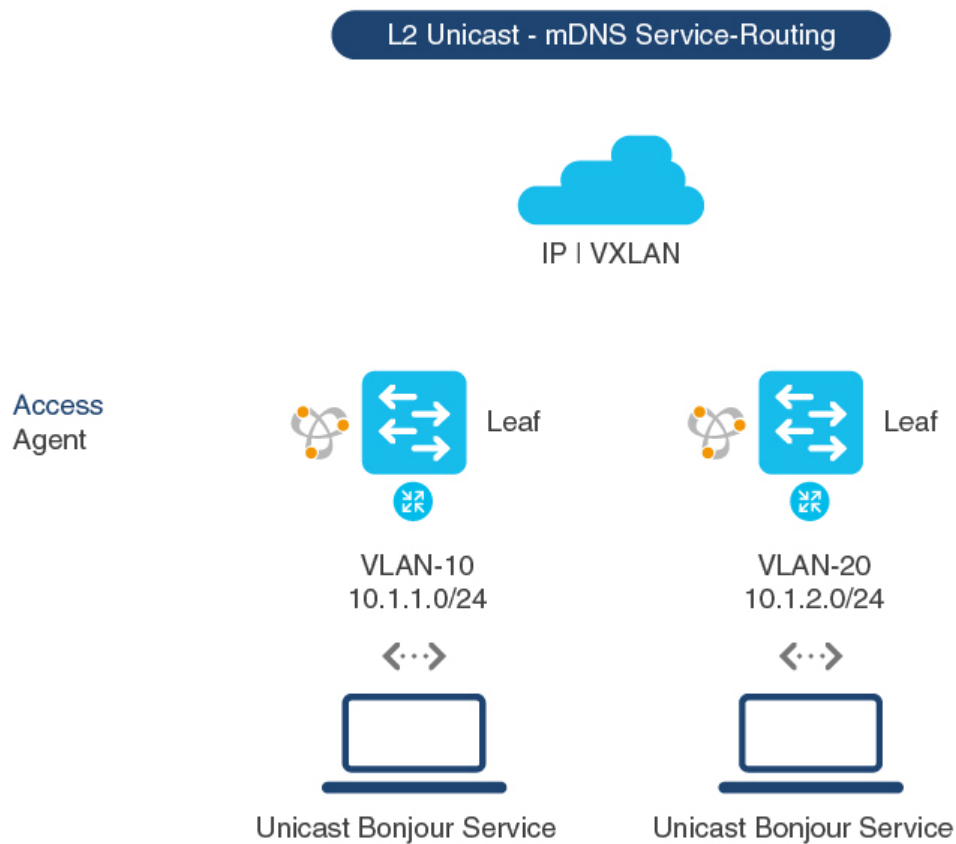 L2 Unicast - mDNS Service-Routing
IP | VXLAN
Access
Agent
Leaf
Leaf
VLAN-10
10.1.1.0/24
VLAN-20
10.1.2.0/24
Unicast Bonjour Service
Unicast Bonjour Service